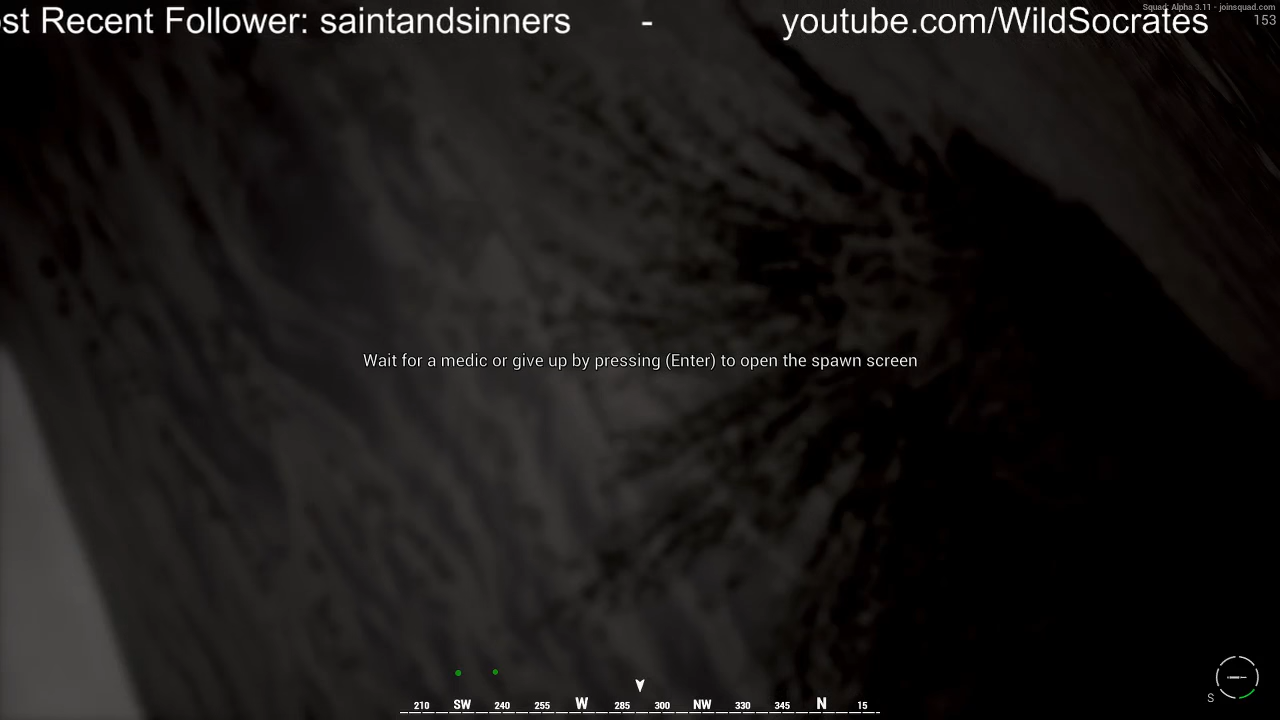 st Recent Follower: saintandsinners - youtube.com/WildSocrates
Squad: Alpha 3.11 - joinsquad.com
153
Wait for a medic or give up by pressing (Enter) to open the spawn screen
S
210 SW 240 255 W 285 300 NW 330 345 N 15